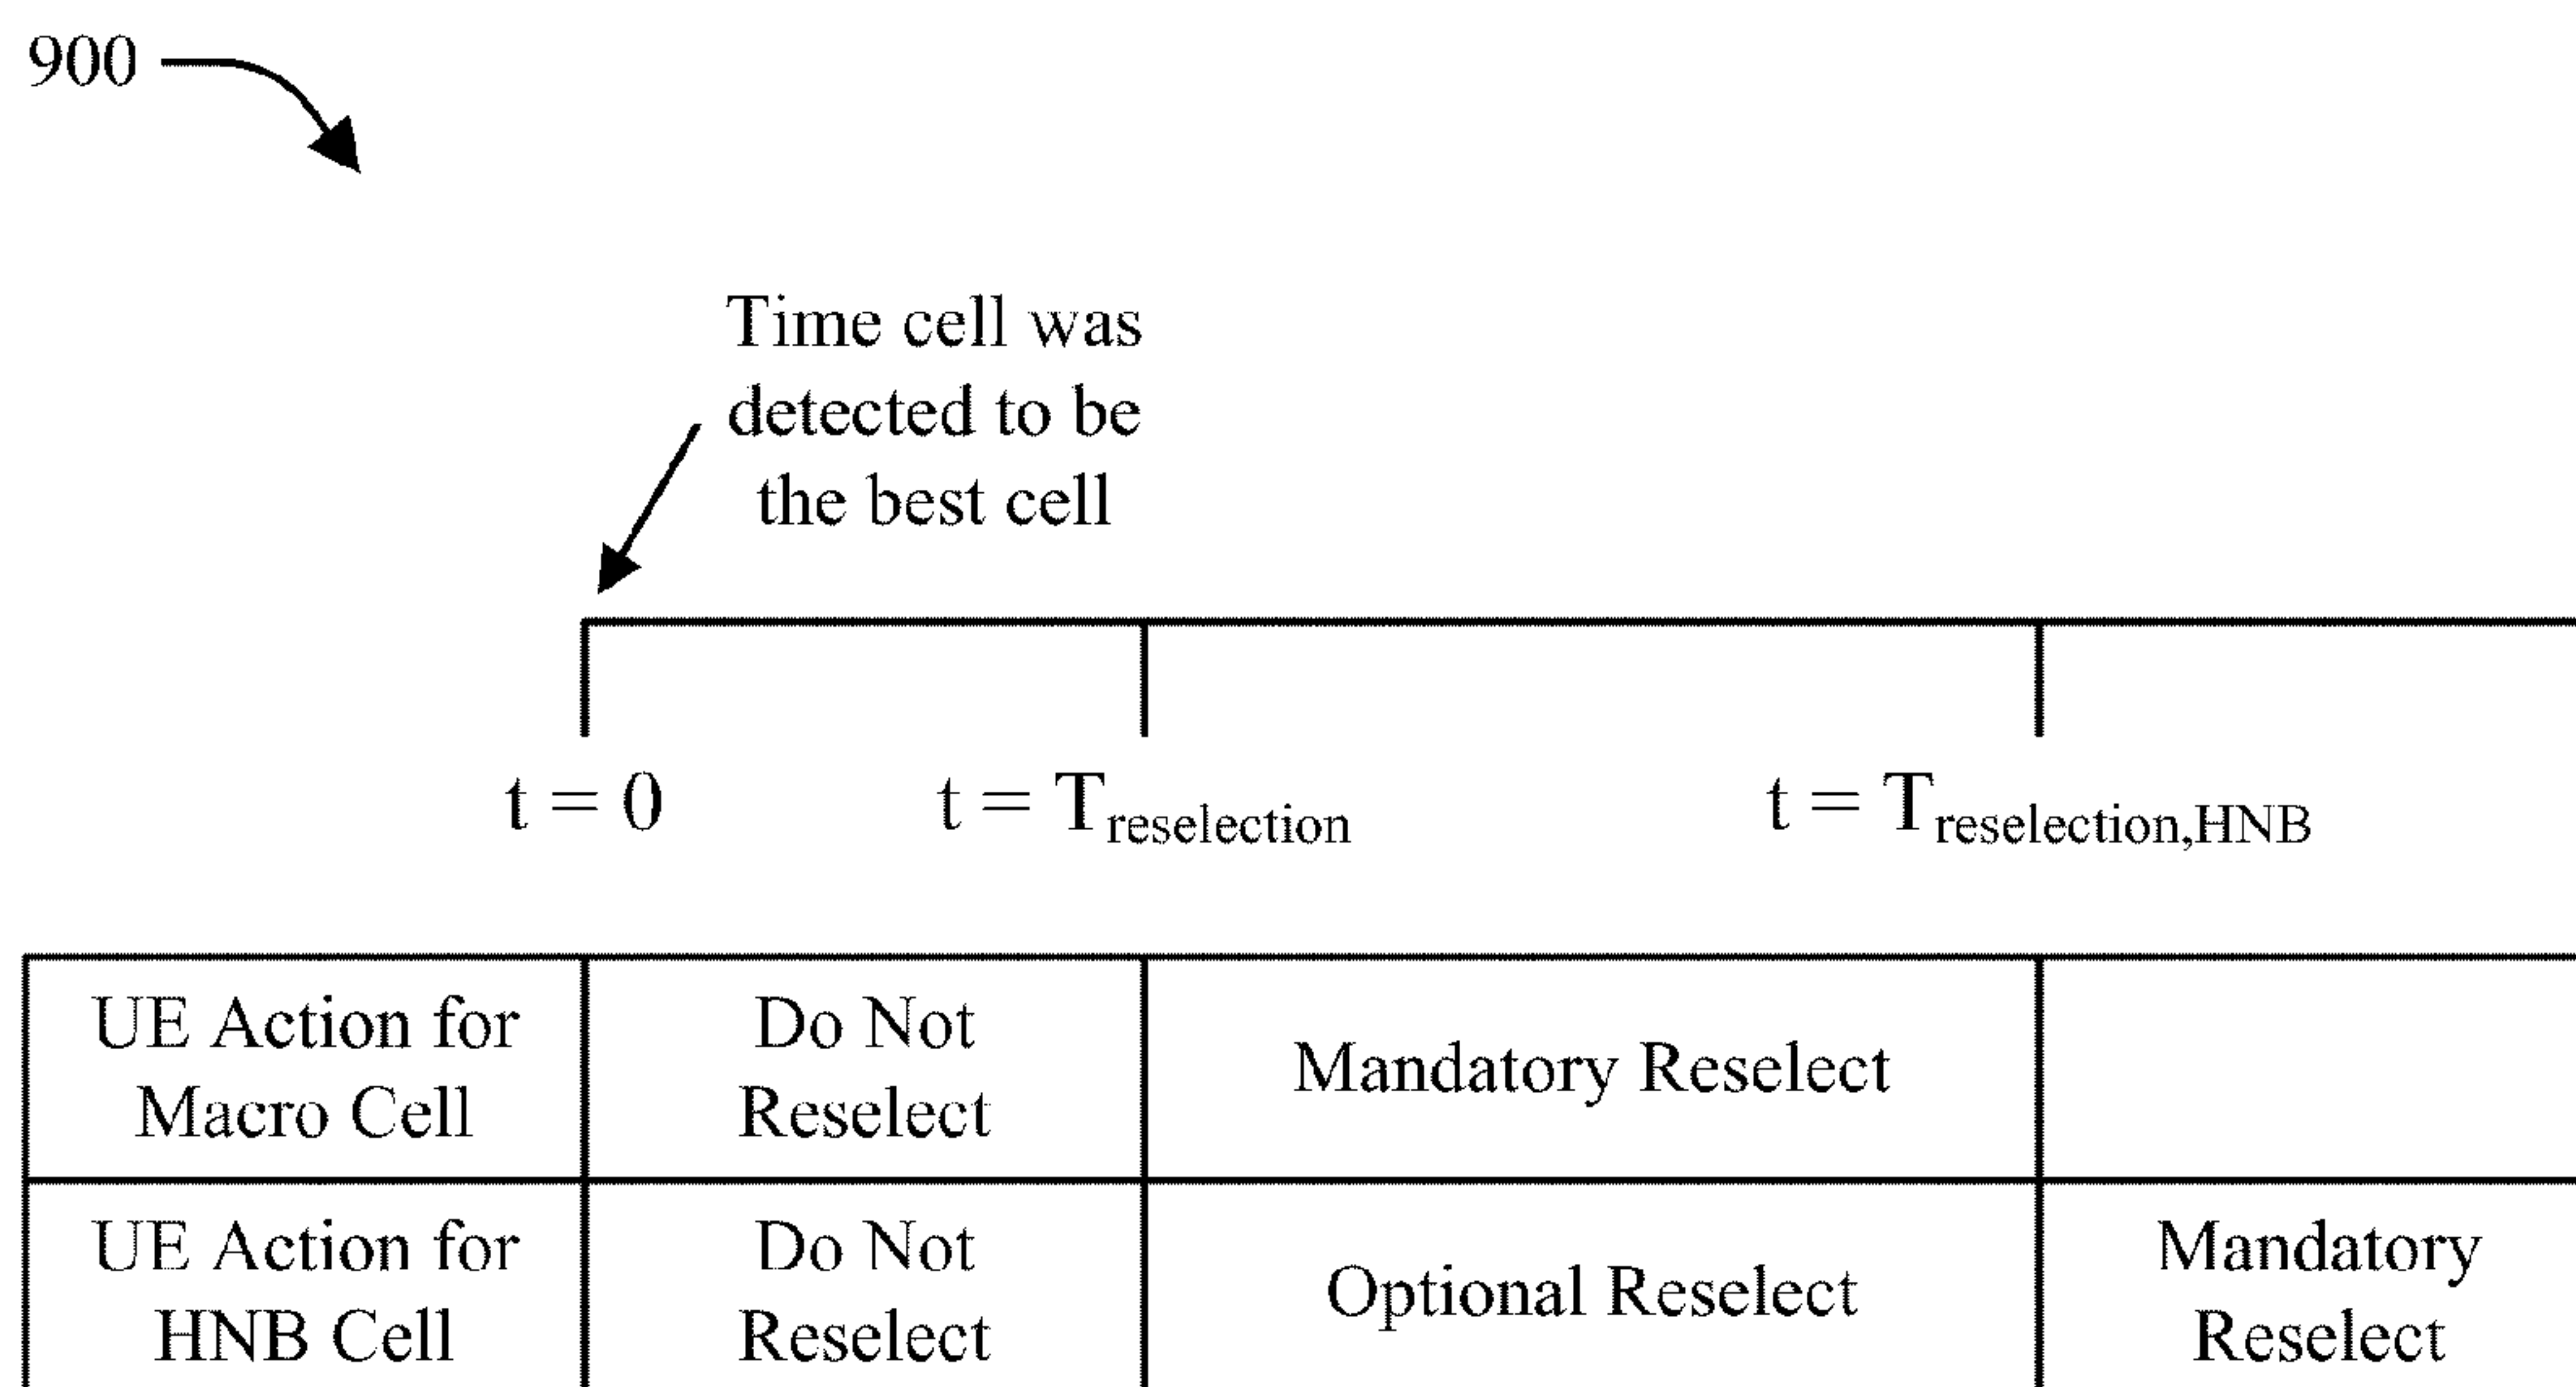 900
Time cell was
detected to be
the best cell
t = 0
t = Treselection
t = Treselection,HNB
UE Action for
Macro Cell
Do Not
Reselect
Mandatory Reselect
UE Action for
HNB Cell
Do Not
Reselect
Optional Reselect
Mandatory
Reselect